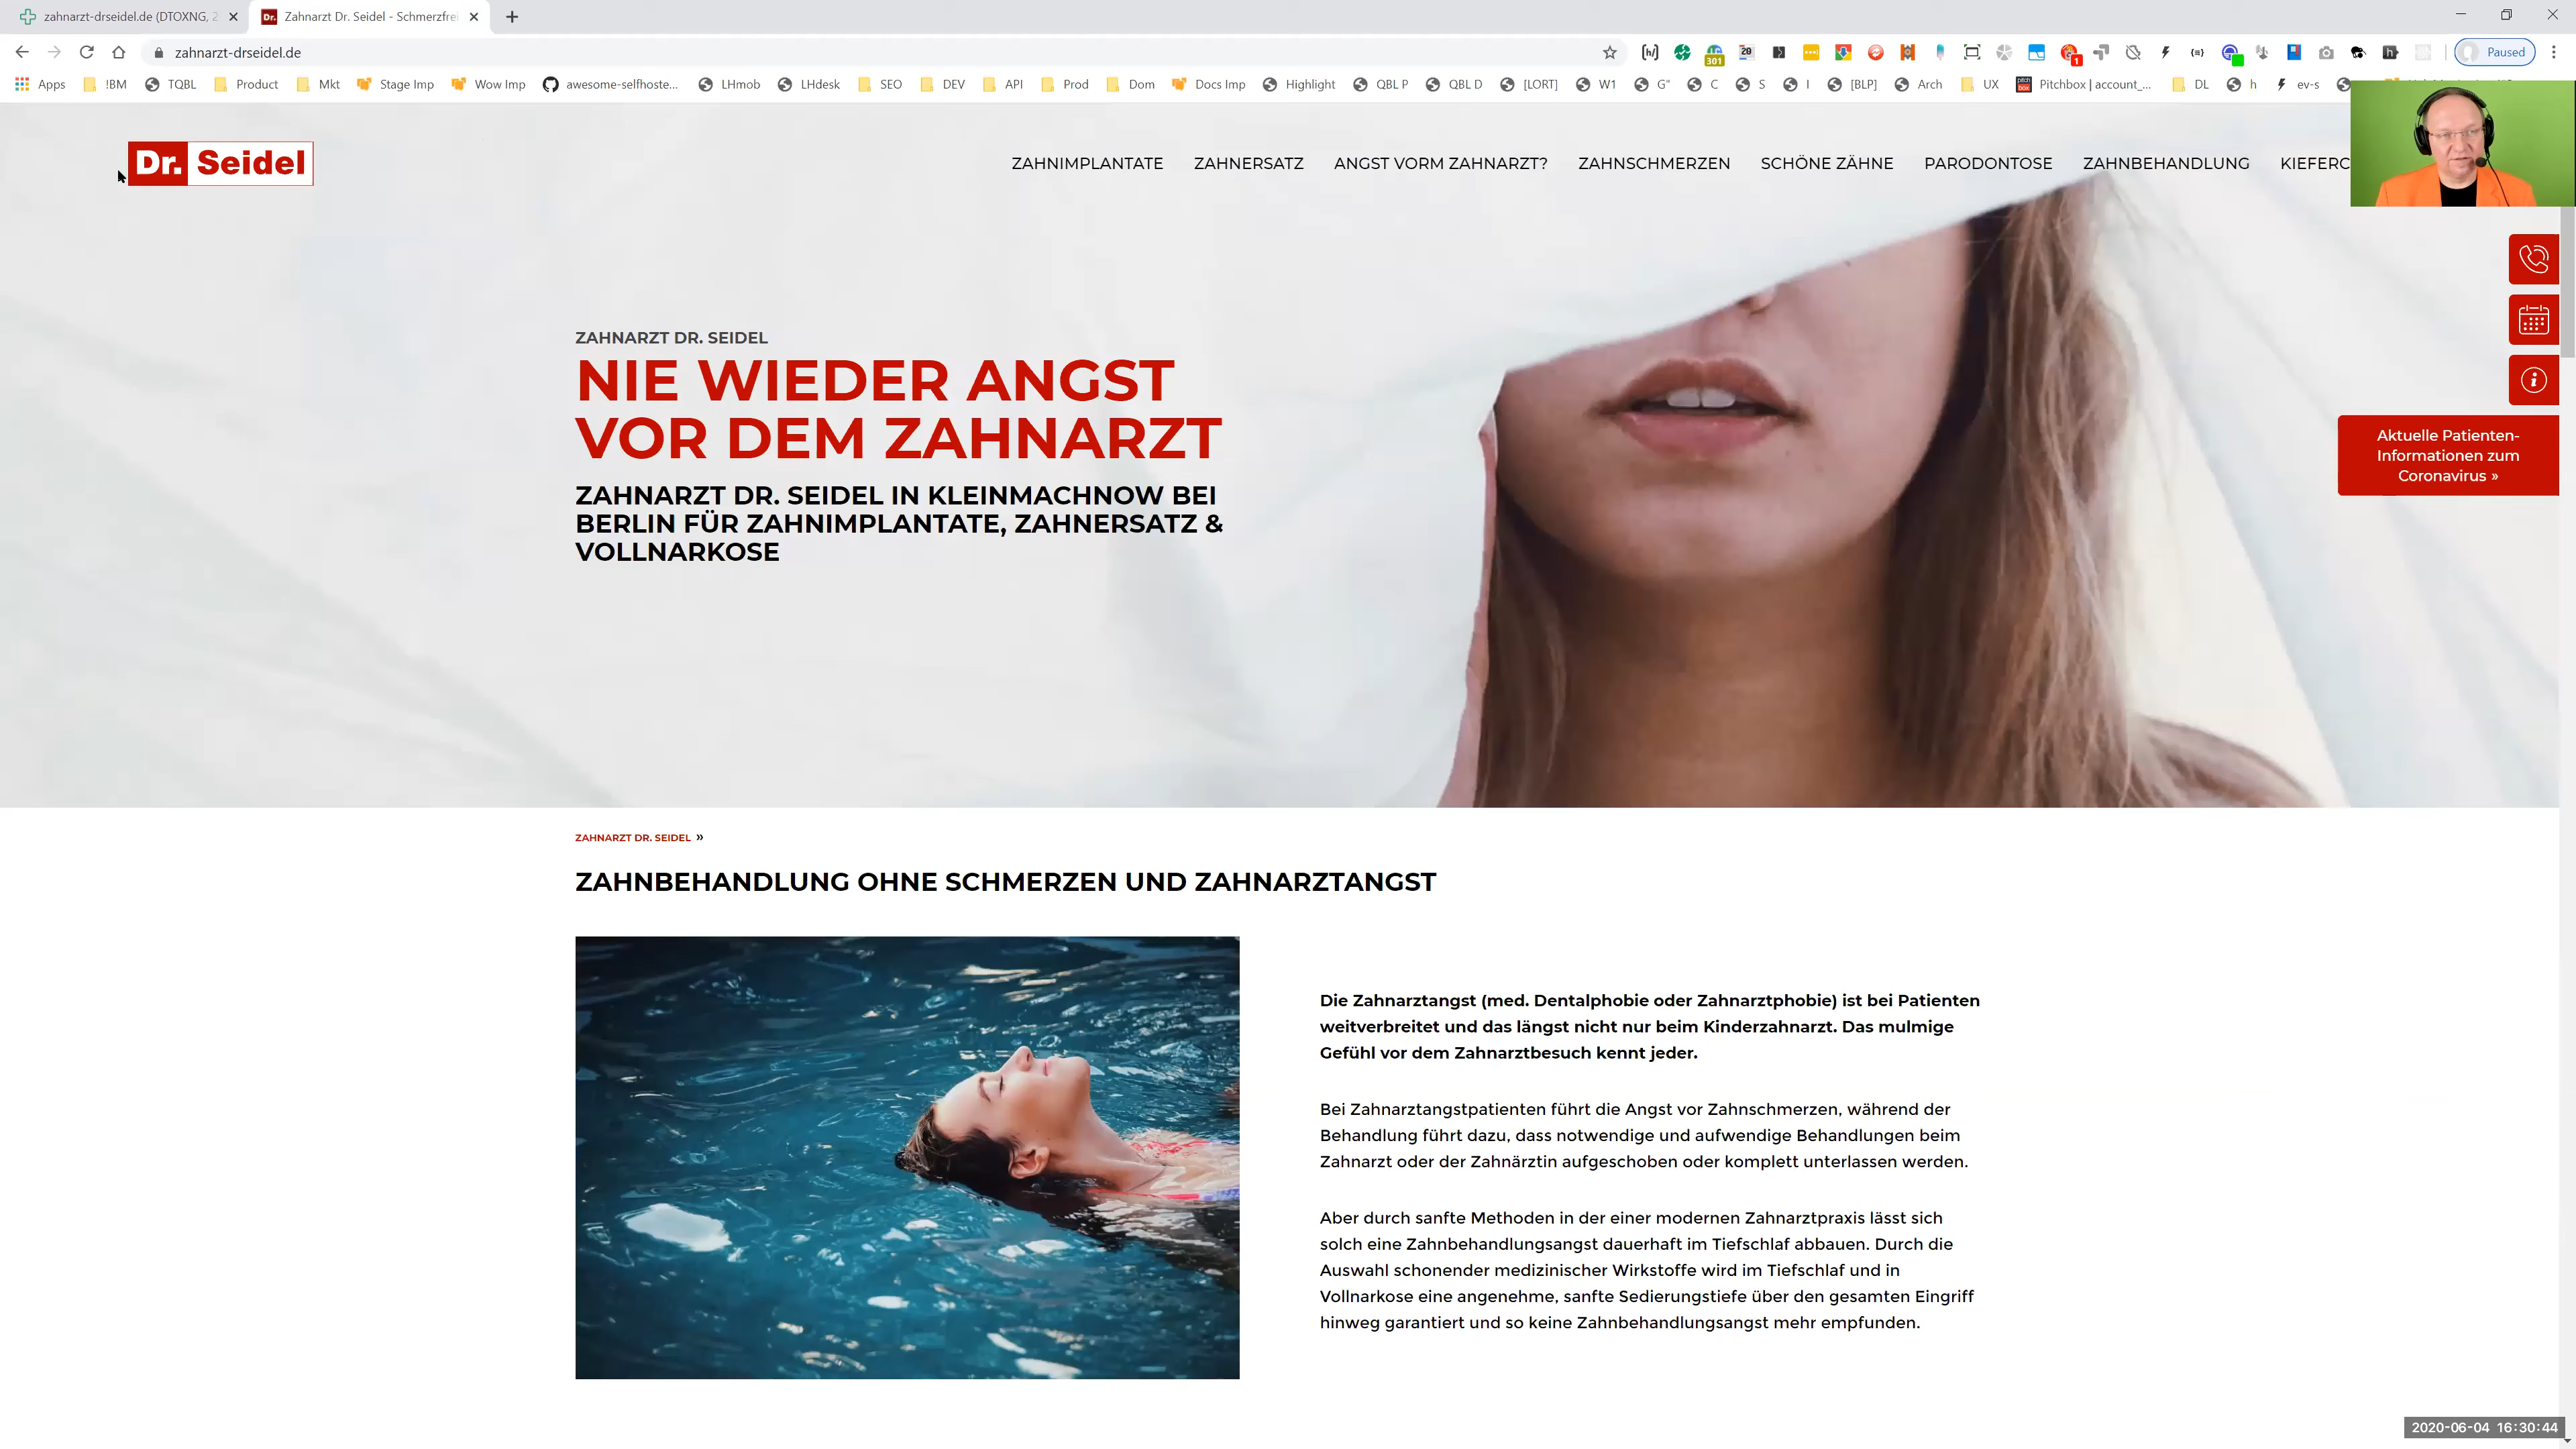 zahnarzt-drseidel.de (DTOXNG, 2
Zahnarzt Dr. Seidel - Schmerzfrei
zahnarzt-drseidel.de
301
20
1
Paused
Apps !BM TQBL Product Mkt Stage Imp Wow Imp awesome-selfhoste... LHmob LHdesk SEO DEV API Prod Dom Docs Imp Highlight QBL P QBL D [LORT] W1 G" C S I [BLP] Arch UX Pitchbox | account_... DL h ev-s
Dr. Seidel
ZAHNIMPLANTATE ZAHNERSATZ ANGST VORM ZAHNARZT? ZAHNSCHMERZEN SCHÖNE ZÄHNE PARODONTOSE ZAHNBEHANDLUNG KIEFERC
ZAHNARZT DR. SEIDEL
NIE WIEDER ANGST
VOR DEM ZAHNARZT
ZAHNARZT DR. SEIDEL IN KLEINMACHNOW BEI
BERLIN FÜR ZAHNIMPLANTATE, ZAHNERSATZ &
VOLLNARKOSE
Aktuelle Patienten-
Informationen zum
Coronavirus »
ZAHNARZT DR. SEIDEL »
ZAHNBEHANDLUNG OHNE SCHMERZEN UND ZAHNARZTANGST
Die Zahnarztangst (med. Dentalphobie oder Zahnarztphobie) ist bei Patienten
weitverbreitet und das längst nicht nur beim Kinderzahnarzt. Das mulmige
Gefühl vor dem Zahnarztbesuch kennt jeder.
Bei Zahnarztangstpatienten führt die Angst vor Zahnschmerzen, während der
Behandlung führt dazu, dass notwendige und aufwendige Behandlungen beim
Zahnarzt oder der Zahnärztin aufgeschoben oder komplett unterlassen werden.
Aber durch sanfte Methoden in der einer modernen Zahnarztpraxis lässt sich
solch eine Zahnbehandlungsangst dauerhaft im Tiefschlaf abbauen. Durch die
Auswahl schonender medizinischer Wirkstoffe wird im Tiefschlaf und in
Vollnarkose eine angenehme, sanfte Sedierungstiefe über den gesamten Eingriff
hinweg garantiert und so keine Zahnbehandlungsangst mehr empfunden.
2020-06-04 16:30:44